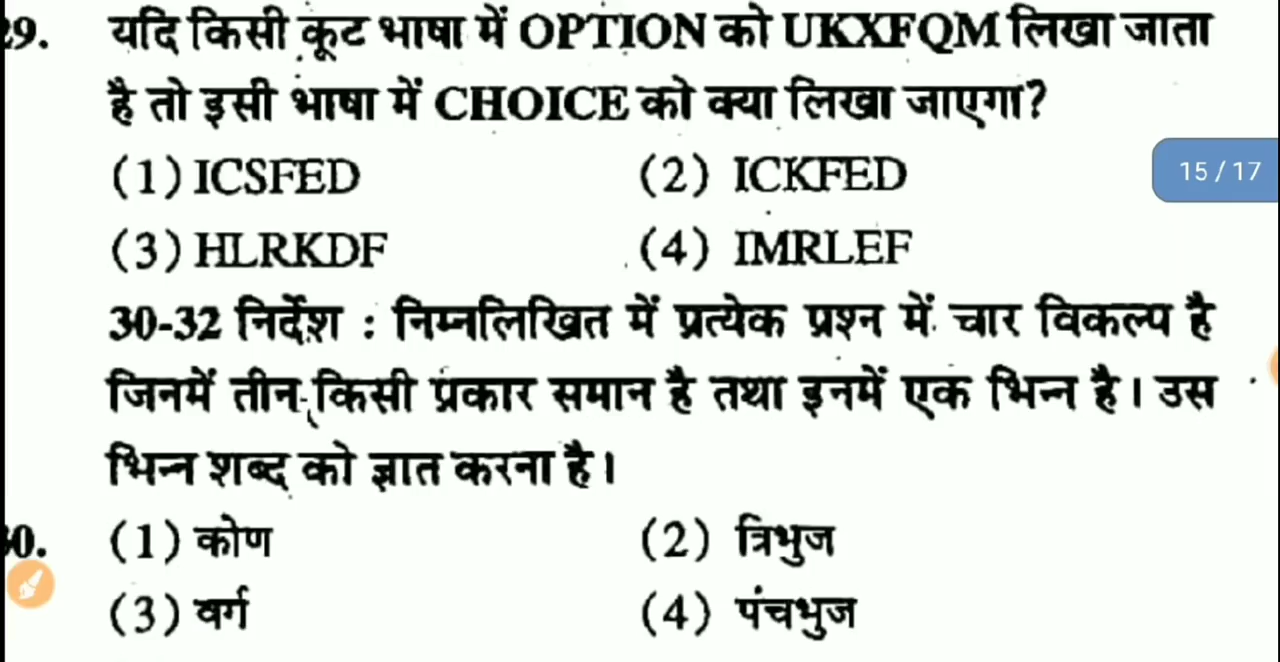 29. यदि किसी कूट भाषा में OPTION को UKXFQM लिखा जाता
है तो इसी भाषा में CHOICE को क्या लिखा जाएगा?
(1) ICSFED (2) ICKFED
15 / 17
(3) HLRKDF (4) IMRLEF
30-32 निर्देश : निम्नलिखित में प्रत्येक प्रश्न में चार विकल्प है
जिनमें तीन किसी प्रकार समान है तथा इनमें एक भिन्न है। उस
भिन्न शब्द को ज्ञात करना है।
30. (1) कोण (2) त्रिभुज
(3) वर्ग (4) पंचभुज